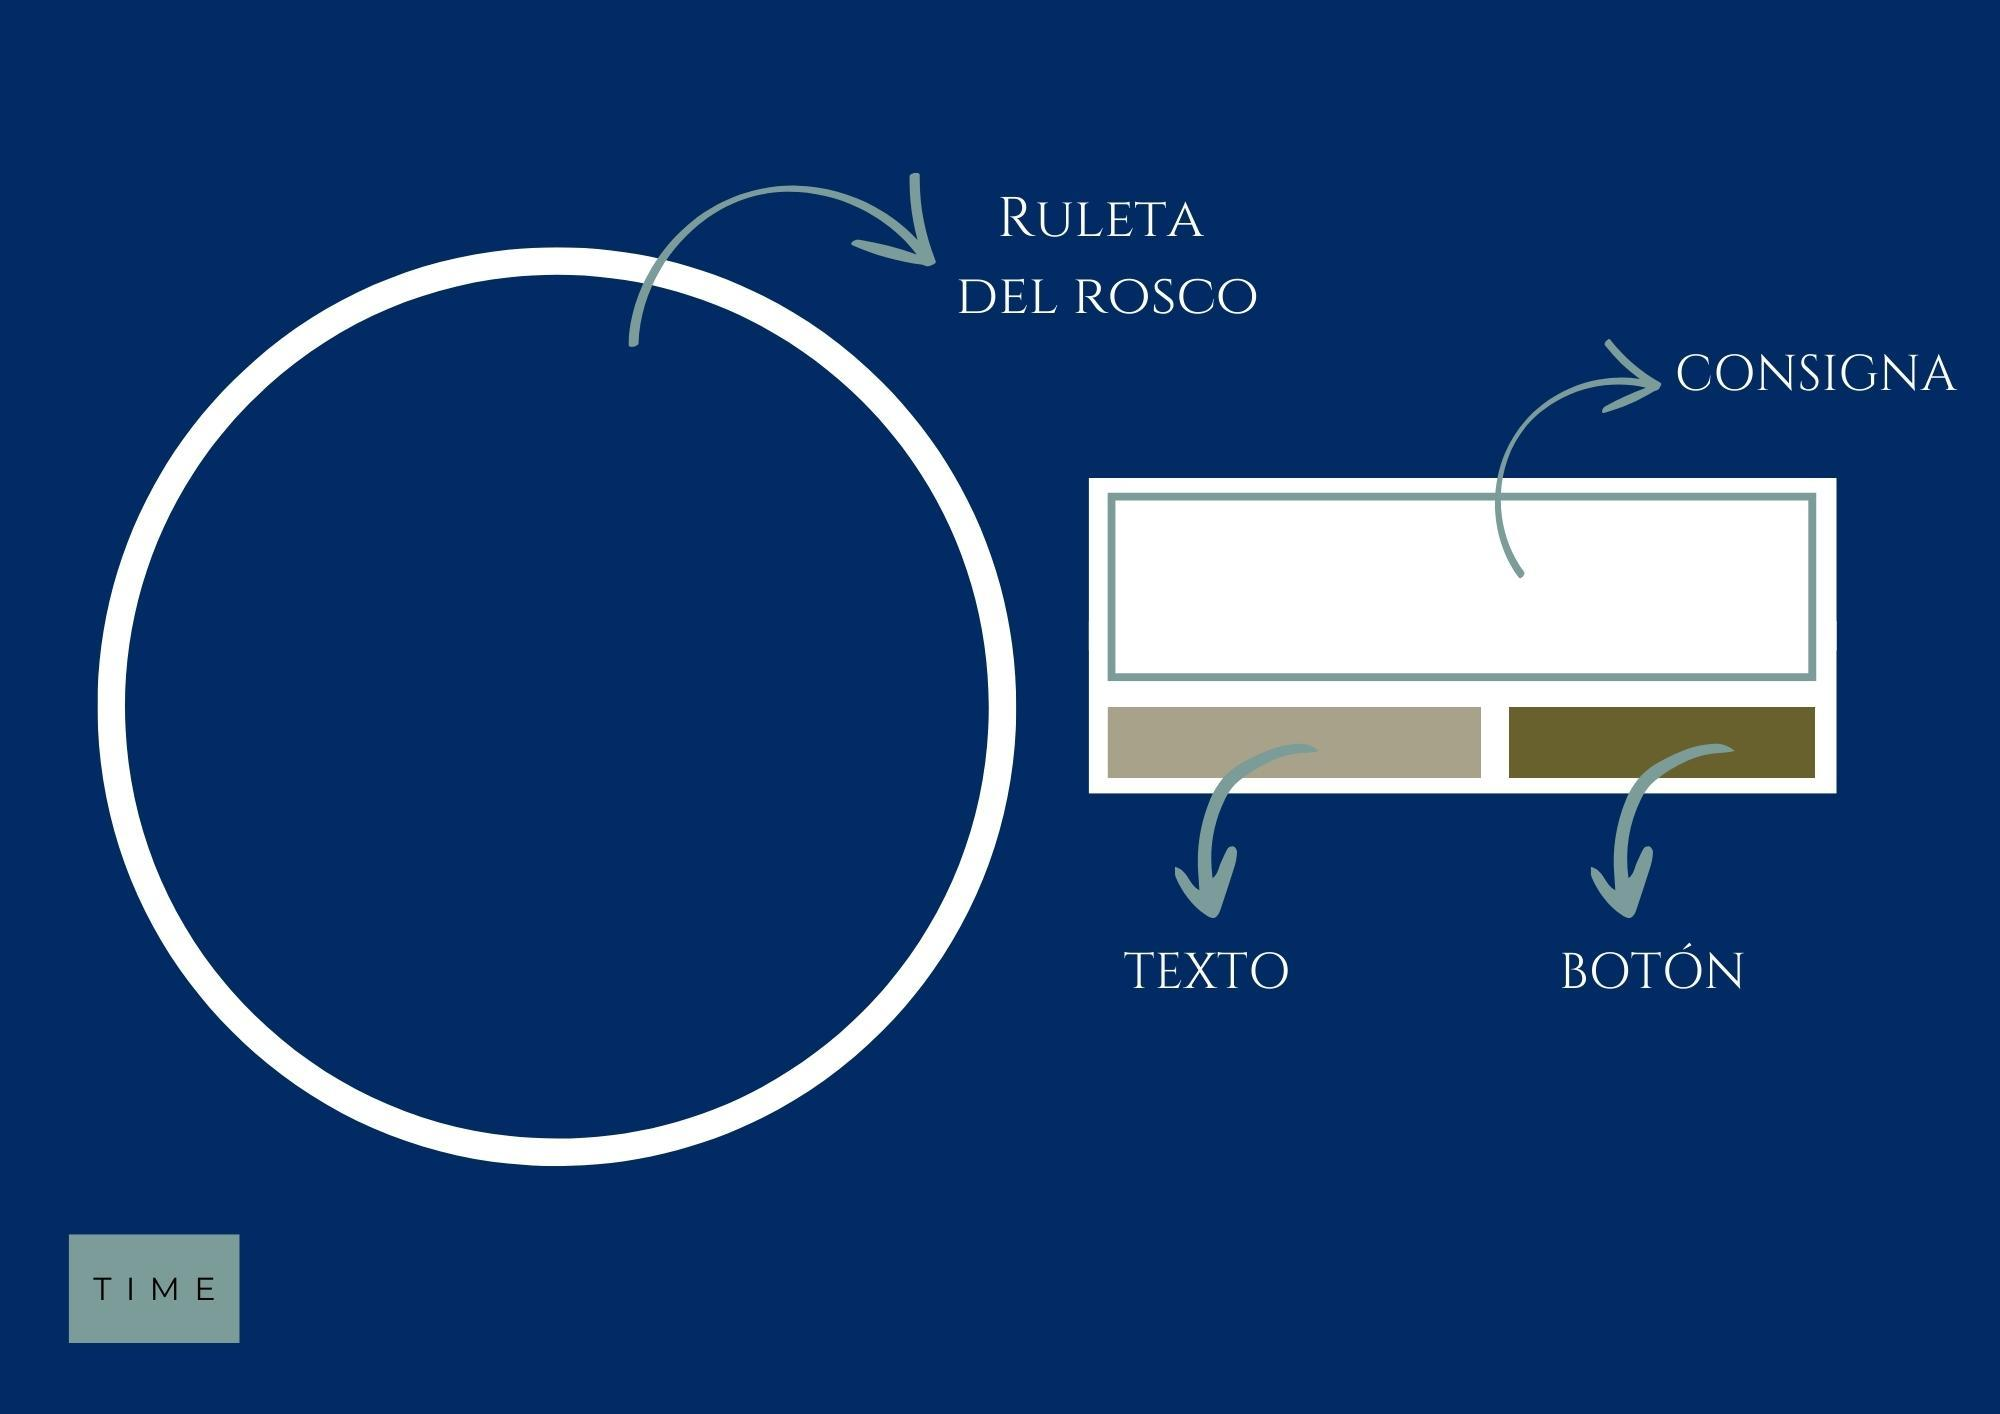 Ruleta
del rosco
CONSIGNA
TEXTO
BOTÓN
TIME